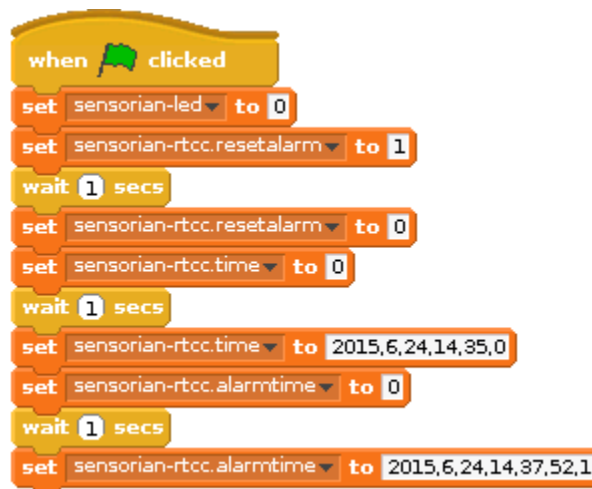 when clicked
set sensorian-led to 0
set sensorian-rtcc.resetalarm to 1
wait 1 secs
set sensorian-rtcc.resetalarm to 0
set sensorian-rtcc.time to 0
wait 1 secs
set sensorian-rtcc.time to 2015,6,24,14,35,0
set sensorian-rtcc.alarmtime to 0
wait 1 secs
set sensorian-rtcc.alarmtime to 2015,6,24,14,37,52,1